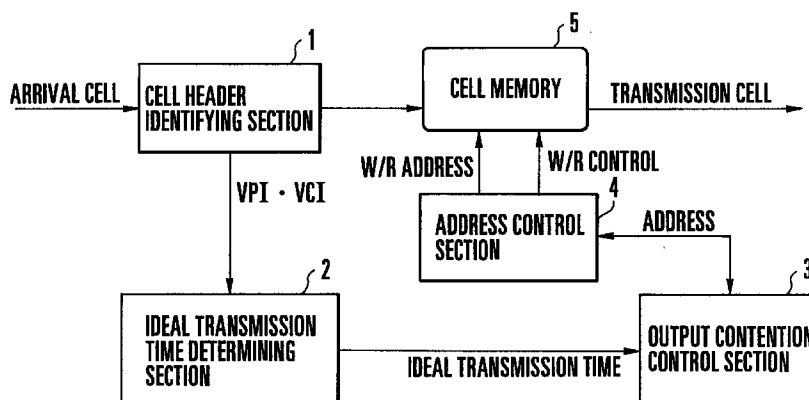 1
5
ARRIVAL CELL
CELL HEADER
IDENTIFYING SECTION
CELL MEMORY
TRANSMISSION CELL
W/R ADDRESS
W/R CONTROL
VPI · VCI
4
ADDRESS CONTROL
SECTION
ADDRESS
2
3
IDEAL TRANSMISSION
TIME DETERMINING
SECTION
IDEAL TRANSMISSION TIME
OUTPUT CONTENTION
CONTROL SECTION